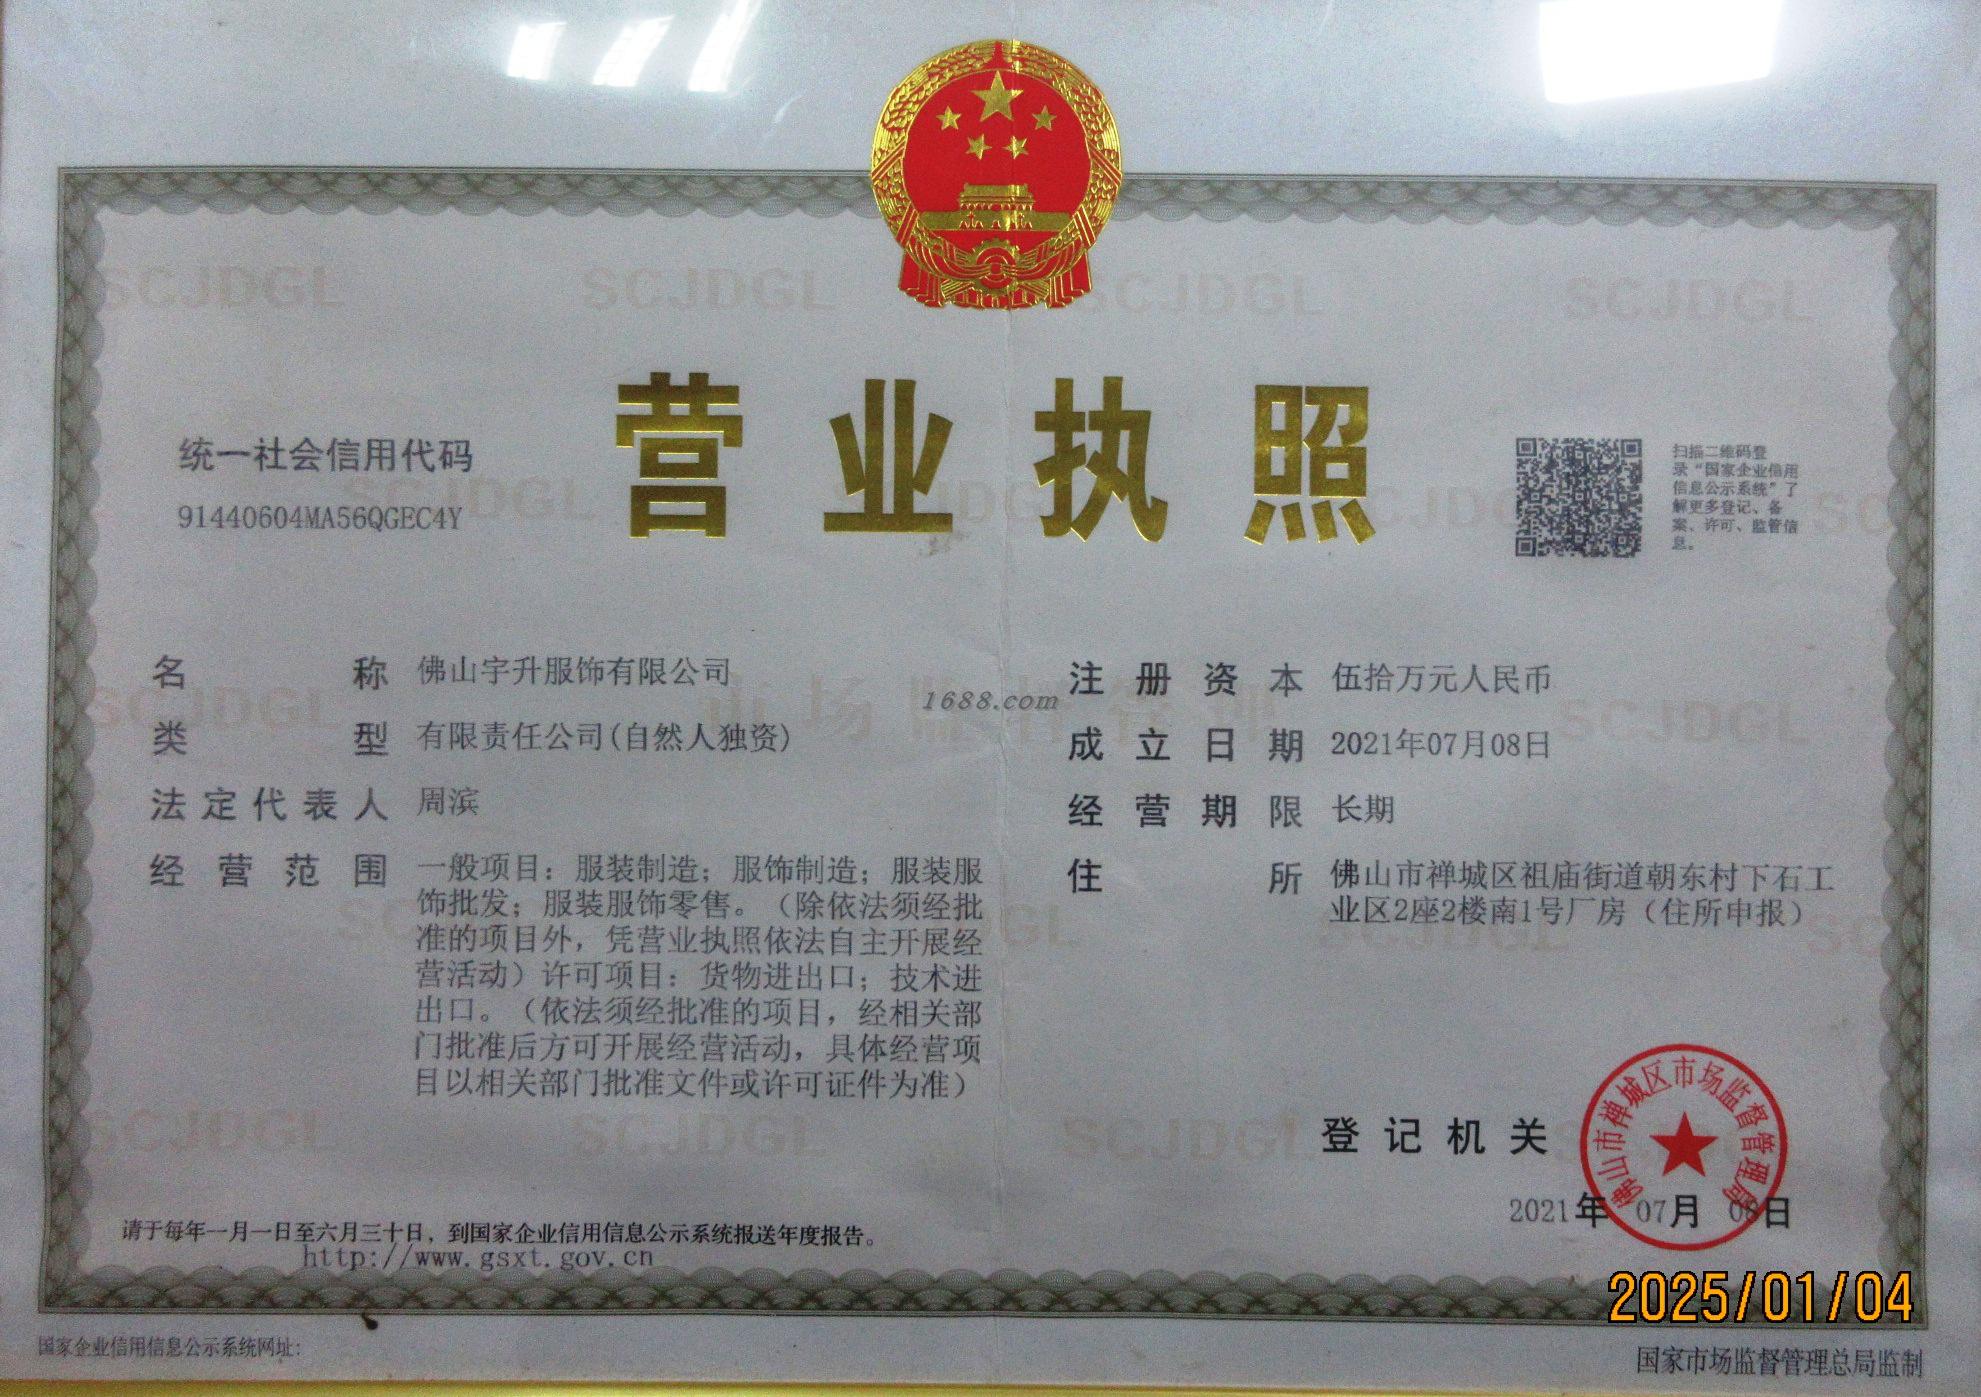 营业执照
统一社会信用代码
91440604MA56QGEC4Y
扫描二维码登
录“国家企业信用
信息公示系统”了
解更多登记、备
案、许可、监管信
息。
名称 佛山宇升服饰有限公司
类型 有限责任公司(自然人独资)
法定代表人 周滨
经营范围 一般项目：服装制造；服饰制造；服装服
饰批发；服装服饰零售。（除依法须经批
准的项目外，凭营业执照依法自主开展经
营活动）许可项目：货物进出口；技术进
出口。（依法须经批准的项目，经相关部
门批准后方可开展经营活动，具体经营项
目以相关部门批准文件或许可证件为准）
1688.com
注册资本 伍拾万元人民币
成立日期 2021年07月08日
经营期限 长期
住所 佛山市禅城区祖庙街道朝东村下石工
业区2座2楼南1号厂房（住所申报）
登记机关
佛山市禅城区市场监督管理局
2021年 07月 08日
请于每年一月一日至六月三十日，到国家企业信用信息公示系统报送年度报告。
http://www.gsxt.gov.cn
2025/01/04
国家企业信用信息公示系统网址:
国家市场监督管理总局监制
SCJDGL
SCJDGL
SCJDGL
SCJDGL
市场监督管理